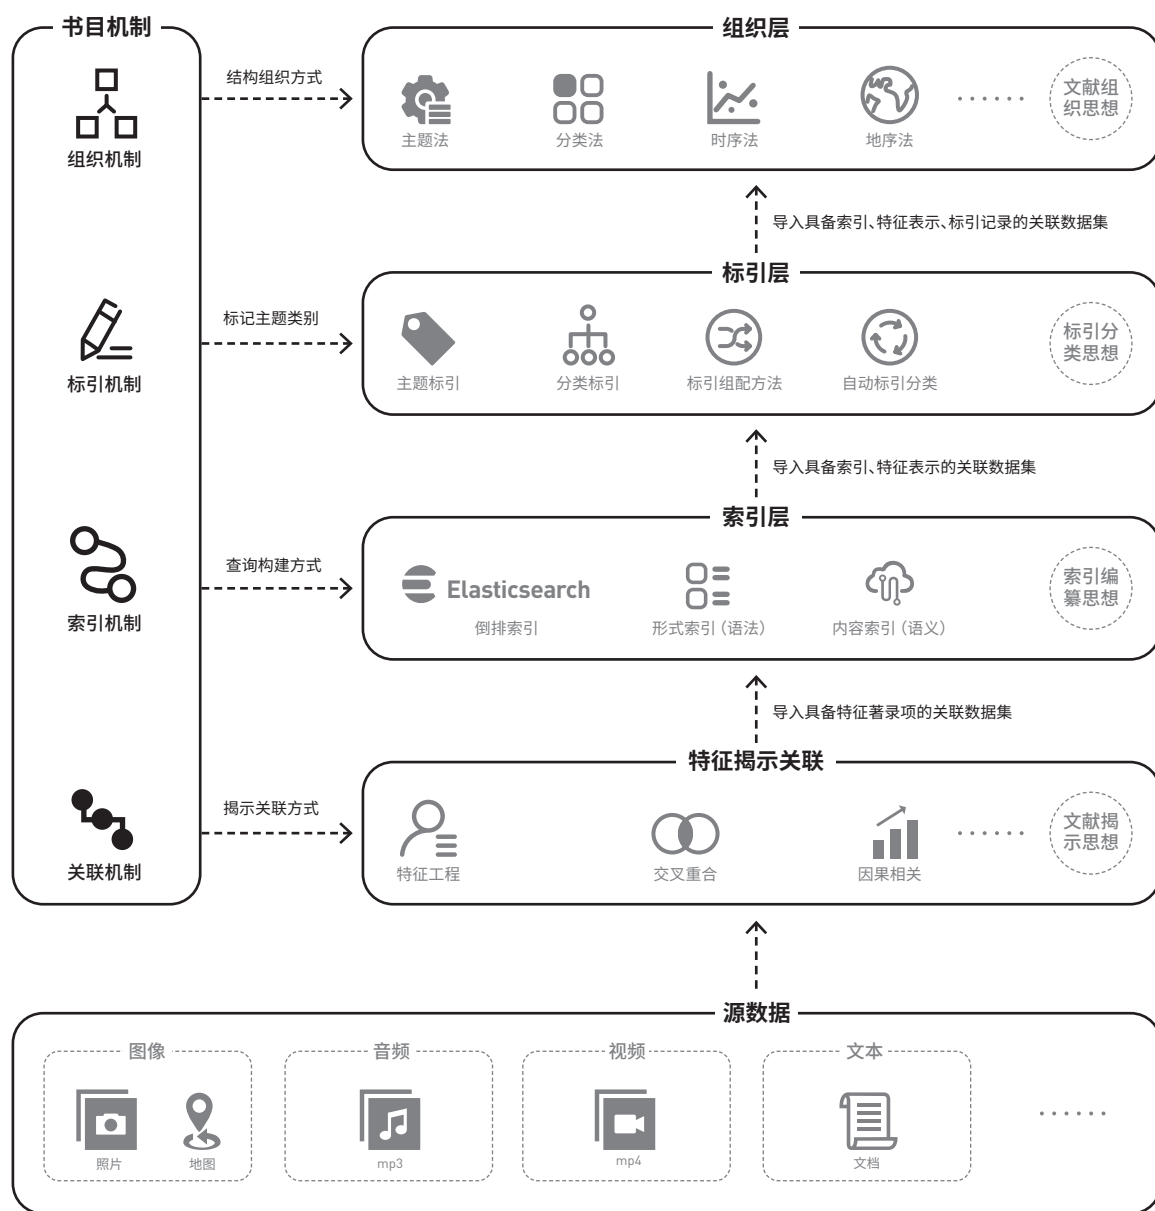 书目机制
组织层
结构组织方式
组织机制
主题法
分类法
时序法
地序法
······
文献组
织思想
导入具备索引、特征表示、标引记录的关联数据集
标引层
标记主题类别
标引机制
主题标引
分类标引
标引组配方法
自动标引分类
标引分
类思想
导入具备索引、特征表示的关联数据集
索引层
查询构建方式
索引机制
Elasticsearch
倒排索引
形式索引（语法）
内容索引（语义）
索引编
纂思想
导入具备特征著录项的关联数据集
特征揭示关联
揭示关联方式
关联机制
特征工程
交叉重合
因果相关
······
文献揭
示思想
源数据
图像
音频
视频
文本
照片
地图
mp3
mp4
文档
······